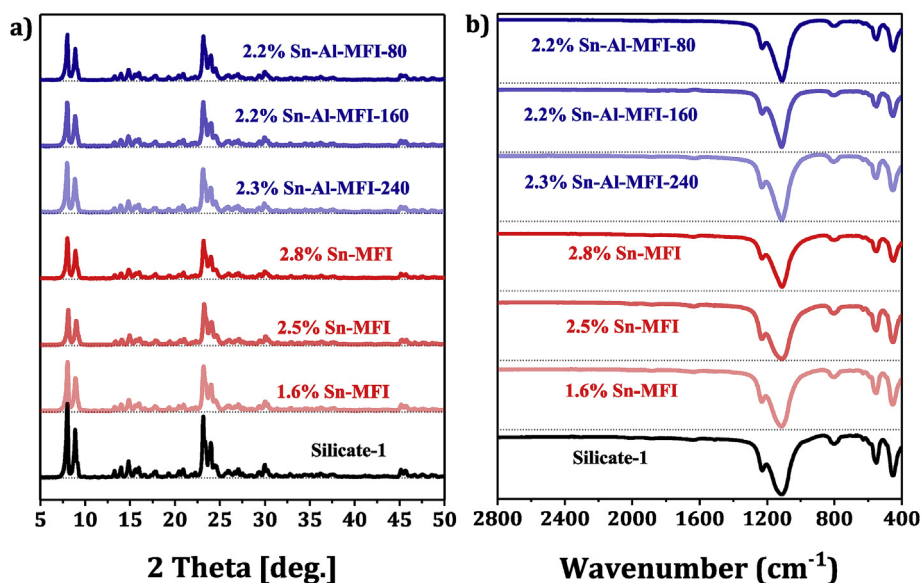 a)
2.2% Sn-Al-MFI-80
2.2% Sn-Al-MFI-160
2.3% Sn-Al-MFI-240
2.8% Sn-MFI
2.5% Sn-MFI
1.6% Sn-MFI
Silicate-1
5 10 15 20 25 30 35 40 45 50
2 Theta [deg.]
b)
2.2% Sn-Al-MFI-80
2.2% Sn-Al-MFI-160
2.3% Sn-Al-MFI-240
2.8% Sn-MFI
2.5% Sn-MFI
1.6% Sn-MFI
Silicate-1
2800 2400 2000 1600 1200 800 400
Wavenumber (cm⁻¹)